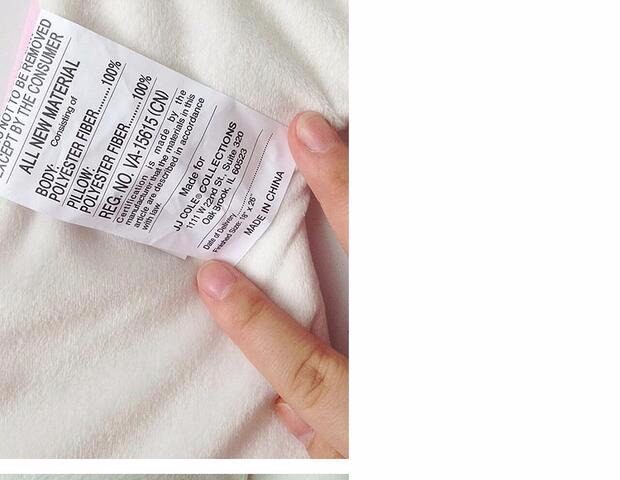 NOT TO BE REMOVED
EXCEPT BY THE CONSUMER
ALL NEW MATERIAL
Consisting of
BODY:
POLYESTER FIBER........100%
PILLOW:
POLYESTER FIBER........100%
REG. NO. VA-15615 (CN)
Certification is made by the
manufacturer that the materials in this
article are described in accordance
with law.
Made for
JJ COLE® COLLECTIONS
1111 W 22nd St, Suite 320
Oak Brook, IL 60523
Date of Delivery
Finished Size: 18" x 26"
MADE IN CHINA